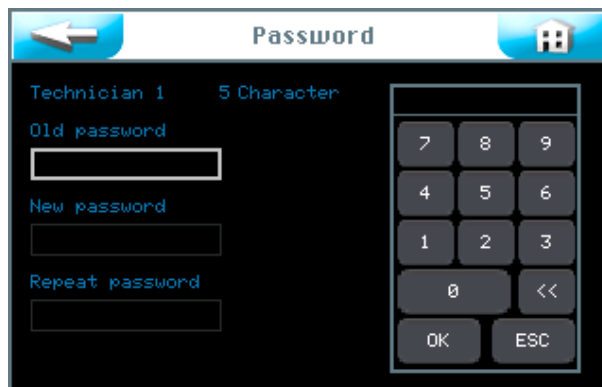 Password
Technician 1 5 Character
Old password
New password
Repeat password
7 8 9
4 5 6
1 2 3
0 <<
OK ESC